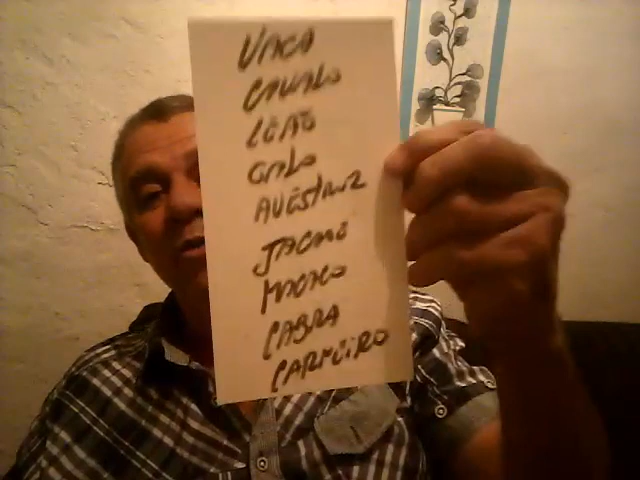 VACA
CAVALO
LEÃO
GALO
AVESTRUZ
JACARÉ
MACACO
CABRA
CARNEIRO